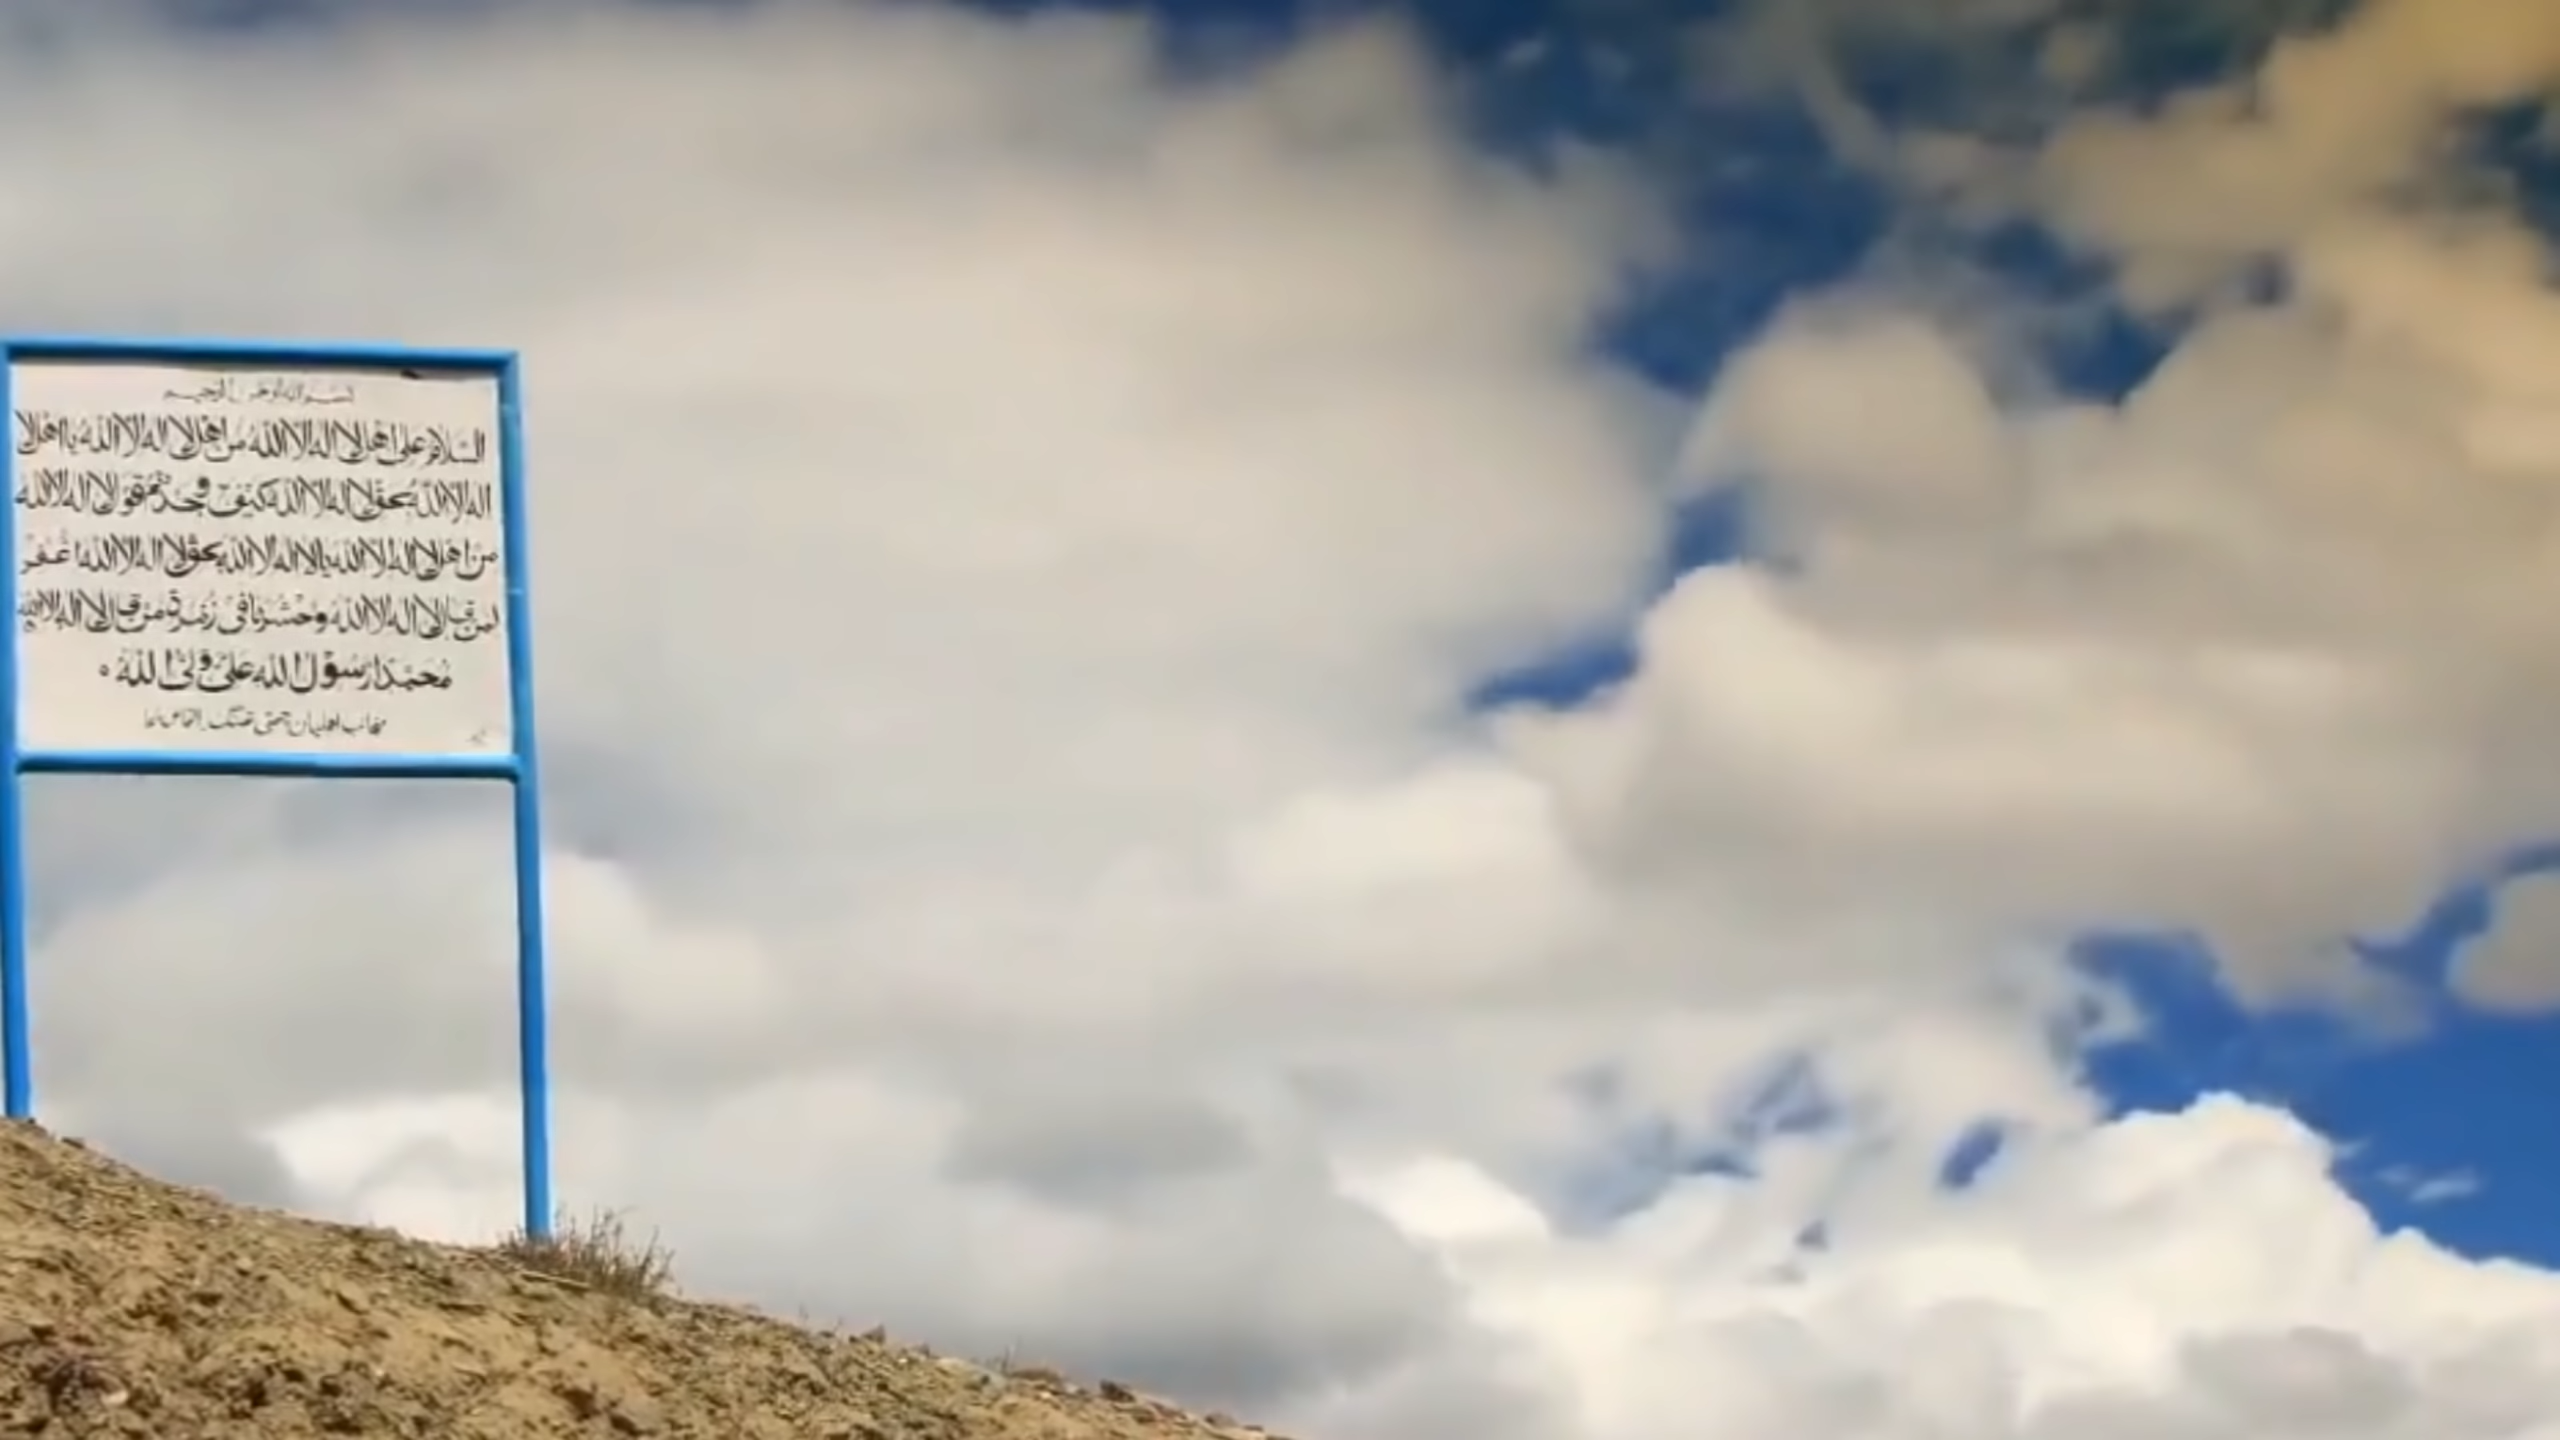 بسم الله الرحمن الرحیم
السلام علی اهل لا اله الا الله من اهل لا اله الا الله یا اهل لا
اله الا الله بحق لا اله الا الله کیف وجدتم قول لا اله الا الله
من اهل لا اله الا الله یا لا اله الا الله بحق لا اله الا الله اغفر
لمن قال لا اله الا الله وحشرنا فی زمرة من قال لا اله الا الله
محمدا رسول الله علی ولی الله
اهلیان